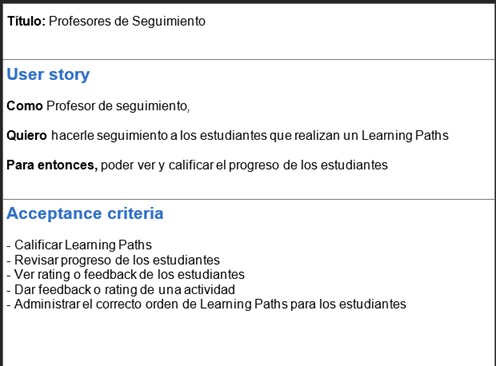 Título: Profesores de Seguimiento
User story
Como Profesor de seguimiento,
Quiero hacerle seguimiento a los estudiantes que realizan un Learning Paths
Para entonces, poder ver y calificar el progreso de los estudiantes
Acceptance criteria
- Calificar Learning Paths
- Revisar progreso de los estudiantes
- Ver rating o feedback de los estudiantes
- Dar feedback o rating de una actividad
- Administrar el correcto orden de Learning Paths para los estudiantes